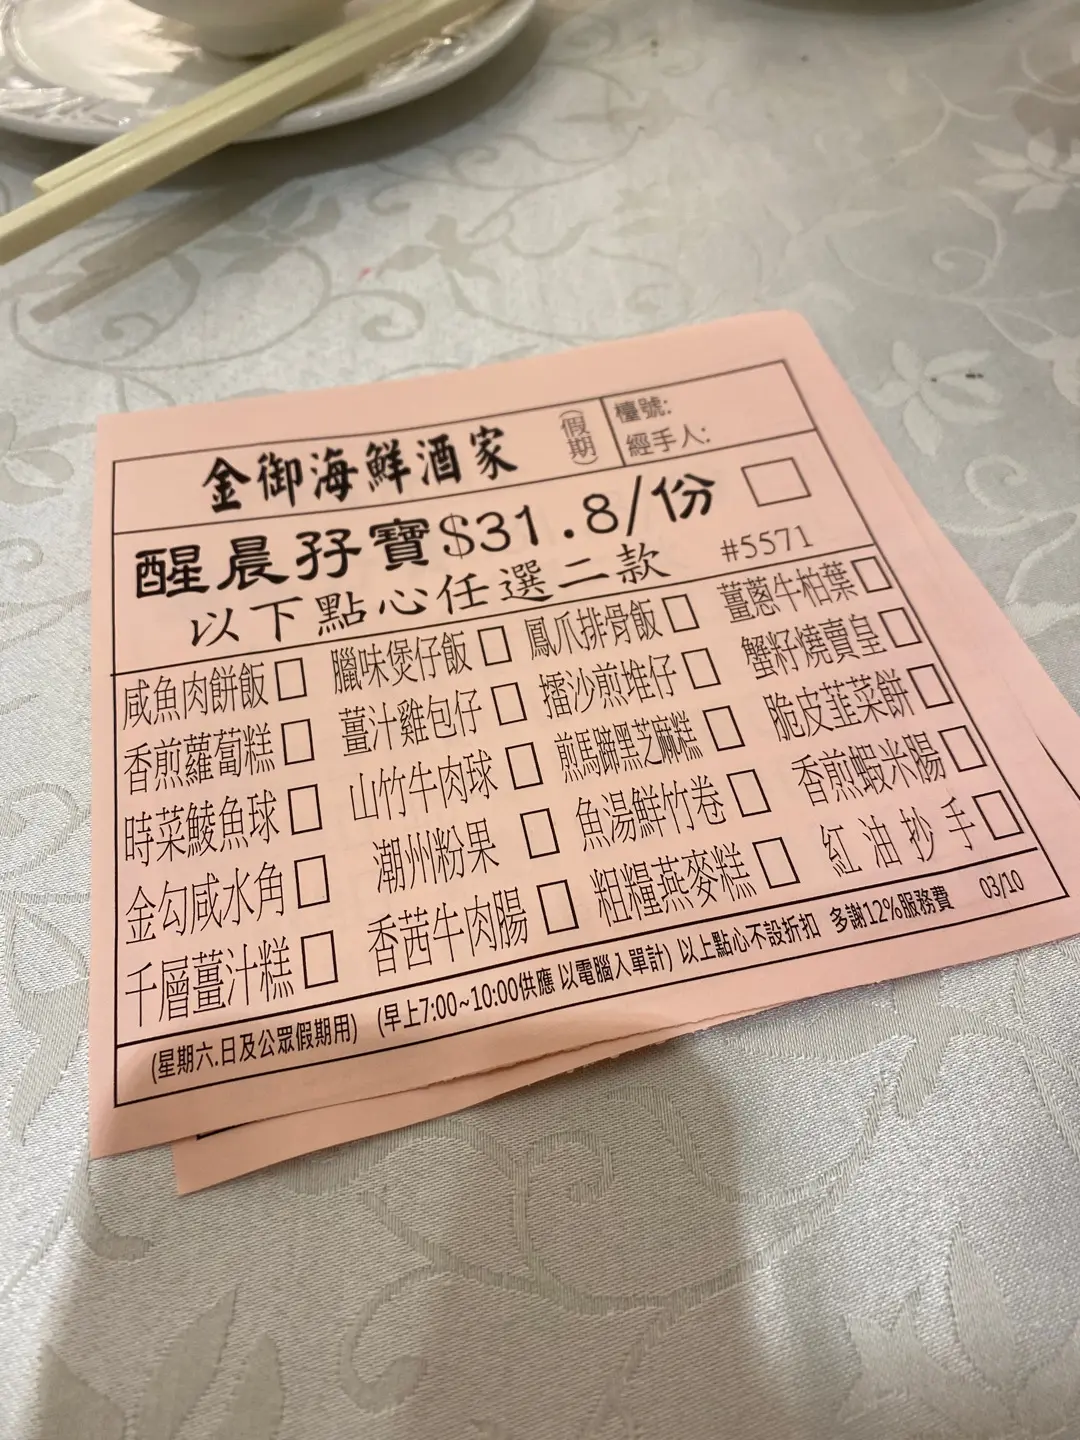 金御海鮮酒家
(假期)
檯號:
經手人:
醒晨孖寶$31.8/份
以下點心任選二款
#5571
咸魚肉餅飯 臘味煲仔飯 鳳爪排骨飯 薑蔥牛柏葉
香煎蘿蔔糕 薑汁雞包仔 擂沙煎堆仔 蟹籽燒賣皇
時菜鯪魚球 山竹牛肉球 煎馬蹄黑芝麻糕 脆皮韮菜餅
金勾咸水角 潮州粉果 魚湯鮮竹卷 香煎蝦米腸
千層薑汁糕 香茜牛肉腸 粗糧燕麥糕 紅油抄手
(星期六.日及公眾假期用) (早上7:00~10:00供應 以電腦入單計) 以上點心不設折扣 多謝12%服務費 03/10